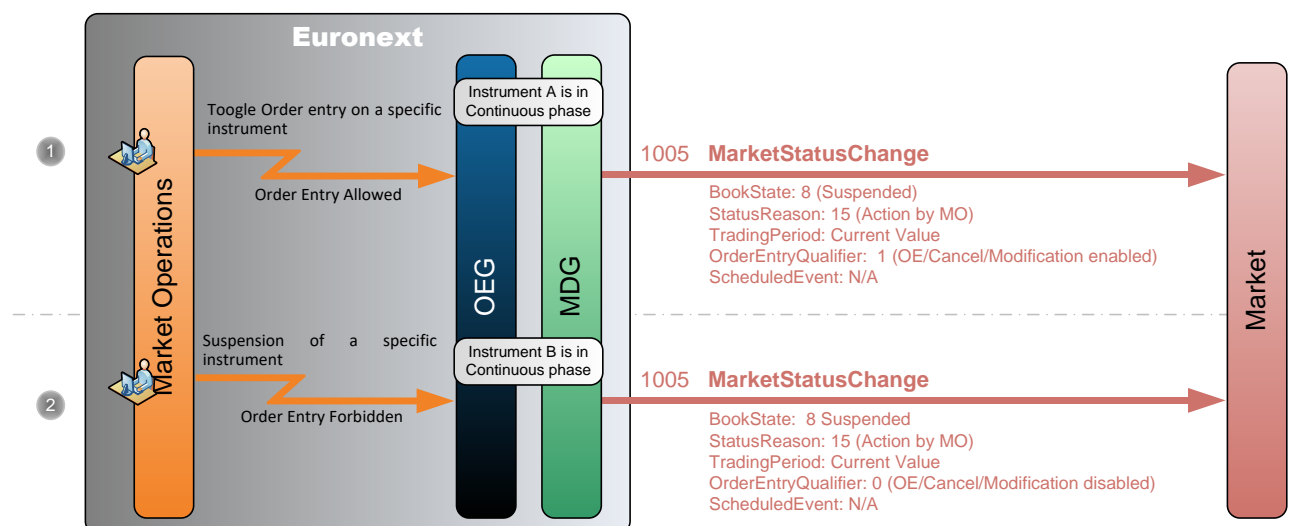 Euronext
Instrument A is in
Continuous phase
Toogle Order entry on a specific
instrument
1
1005 MarketStatusChange
Order Entry Allowed
BookState: 8 (Suspended)
StatusReason: 15 (Action by MO)
TradingPeriod: Current Value
OrderEntryQualifier: 1 (OE/Cancel/Modification enabled)
ScheduledEvent: N/A
Market Operations
OEG
MDG
Market
Suspension of a specific
instrument
Instrument B is in
Continuous phase
2
1005 MarketStatusChange
Order Entry Forbidden
BookState: 8 Suspended
StatusReason: 15 (Action by MO)
TradingPeriod: Current Value
OrderEntryQualifier: 0 (OE/Cancel/Modification disabled)
ScheduledEvent: N/A